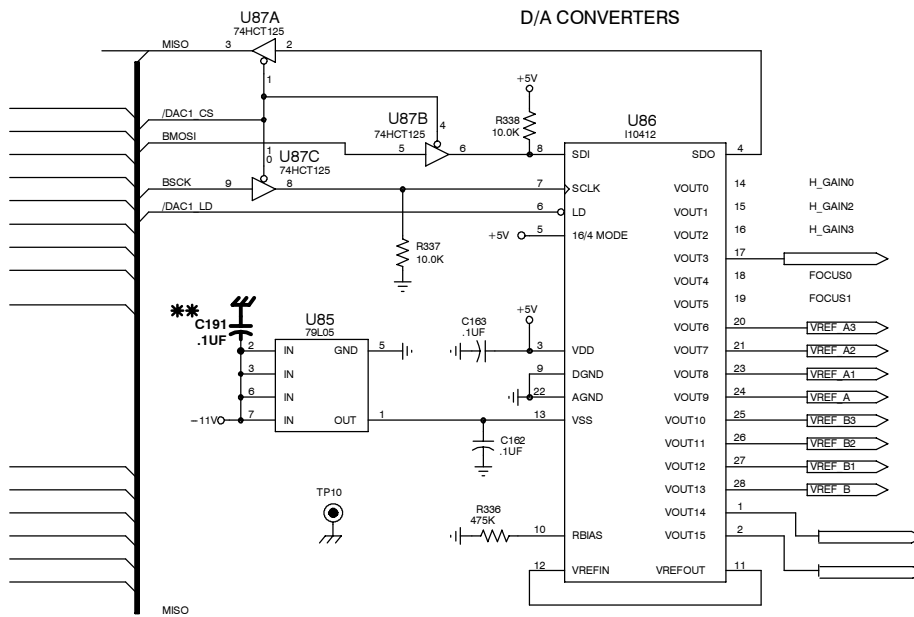 D/A CONVERTERS
U87A
74HCT125
MISO 3 2
1
/DAC1_CS
U87B
74HCT125
4
BMOSI 5 6
1
0
U87C
74HCT125
BSCK 9 8
/DAC1_LD
+5V
R338
10.0K
R337
10.0K
U86
I10412
8 SDI SDO 4
7 SCLK VOUT0 14 H_GAIN0
6 LD VOUT1 15 H_GAIN2
+5V 5 16/4 MODE VOUT2 16 H_GAIN3
VOUT3 17
VOUT4 18 FOCUS0
VOUT5 19 FOCUS1
VOUT6 20 VREF_A3
3 VDD VOUT7 21 VREF_A2
9 DGND VOUT8 23 VREF_A1
22 AGND VOUT9 24 VREF_A
13 VSS VOUT10 25 VREF_B3
VOUT11 26 VREF_B2
VOUT12 27 VREF_B1
VOUT13 28 VREF_B
VOUT14 1
10 RBIAS VOUT15 2
12 VREFIN VREFOUT 11
** C191
.1UF
U85
79L05
2 IN GND 5
3 IN
6 IN
-11V 7 IN OUT 1
C163
.1UF
+5V
C162
.1UF
TP10
R336
475K
MISO